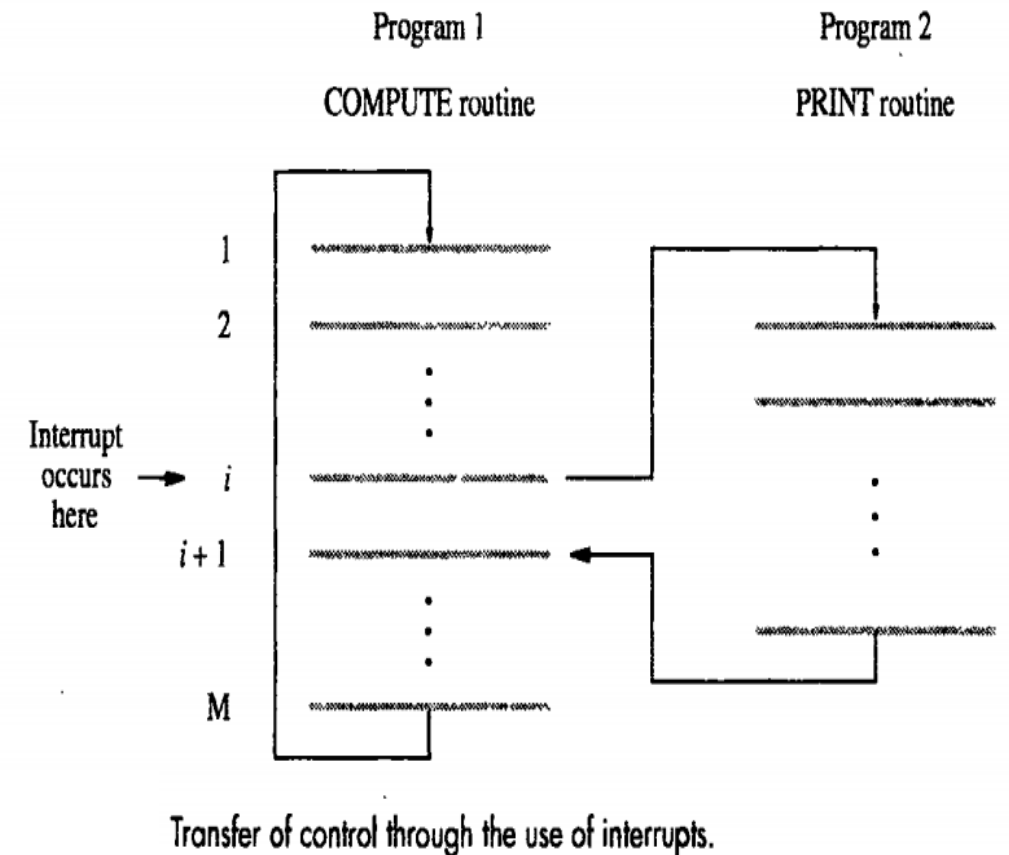 Program 1
Program 2
COMPUTE routine
PRINT routine
1
2
Interrupt
occurs
here
i
i + 1
M
Transfer of control through the use of interrupts.